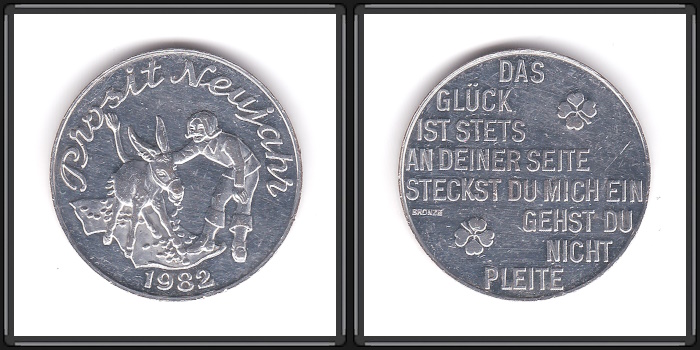 Prosit Neujahr
1982
DAS
GLÜCK
IST STETS
AN DEINER SEITE
STECKST DU MICH EIN
BRONZE
GEHST DU
NICHT
PLEITE